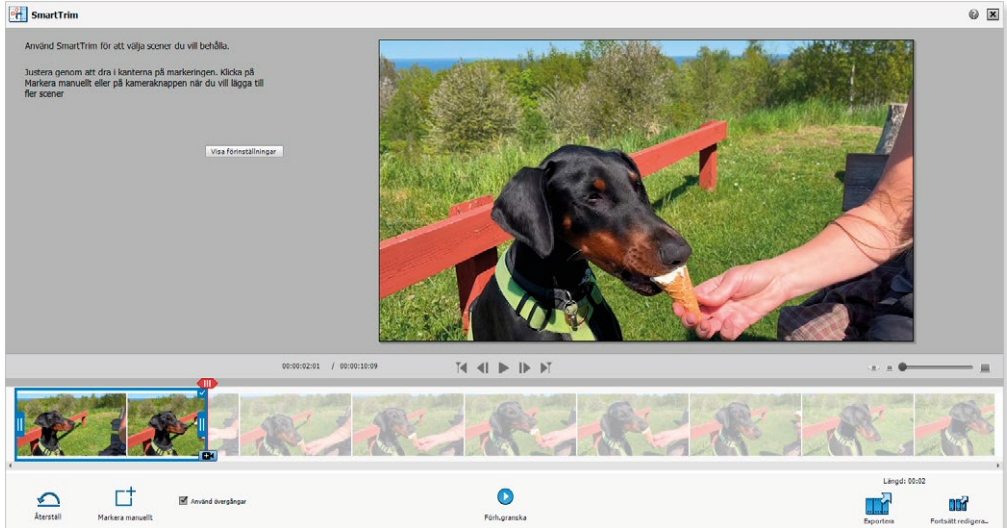 SmartTrim
Använd SmartTrim för att välja scener du vill behålla.
Justera genom att dra i kanterna på markeringen. Klicka på
Markera manuellt eller på kameraknappen när du vill lägga till
fler scener
Visa förinställningar
00:00:02:01 / 00:00:10:09
Längd: 00:02
Återställ
Markera manuellt
Använd övergångar
Förhgranska
Exportera
Fortsätt redigera...